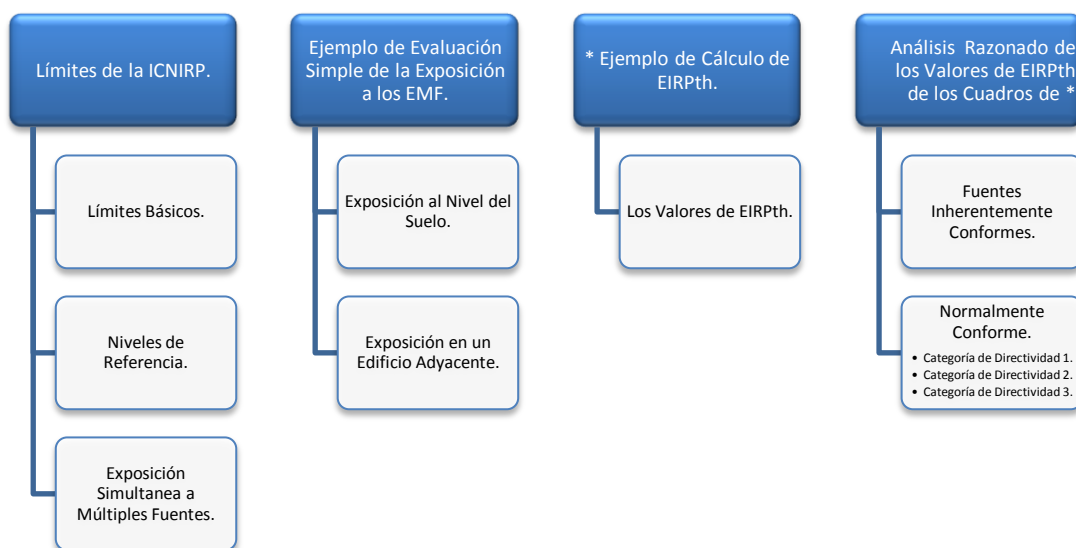 Límites de la ICNIRP.
Límites Básicos.
Niveles de
Referencia.
Exposición
Simultanea a
Múltiples Fuentes.
Ejemplo de Evaluación
Simple de la Exposición
a los EMF.
Exposición al Nivel del
Suelo.
Exposición en un
Edificio Adyacente.
* Ejemplo de Cálculo de
EIRPth.
Los Valores de EIRPth.
Análisis Razonado de
los Valores de EIRPth
de los Cuadros de *
Fuentes
Inherentemente
Conformes.
Normalmente
Conforme.
• Categoría de Directividad 1.
• Categoría de Directividad 2.
• Categoría de Directividad 3.